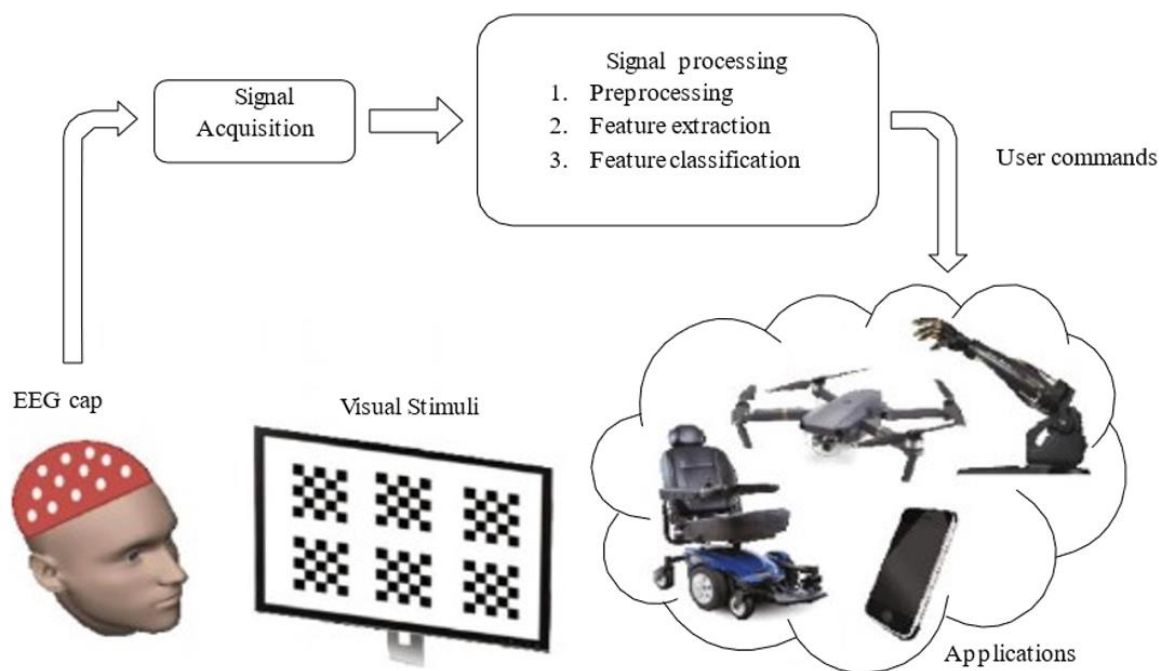 Signal
Acquisition
Signal processing
1. Preprocessing
2. Feature extraction
3. Feature classification
User commands
EEG cap
Visual Stimuli
Applications